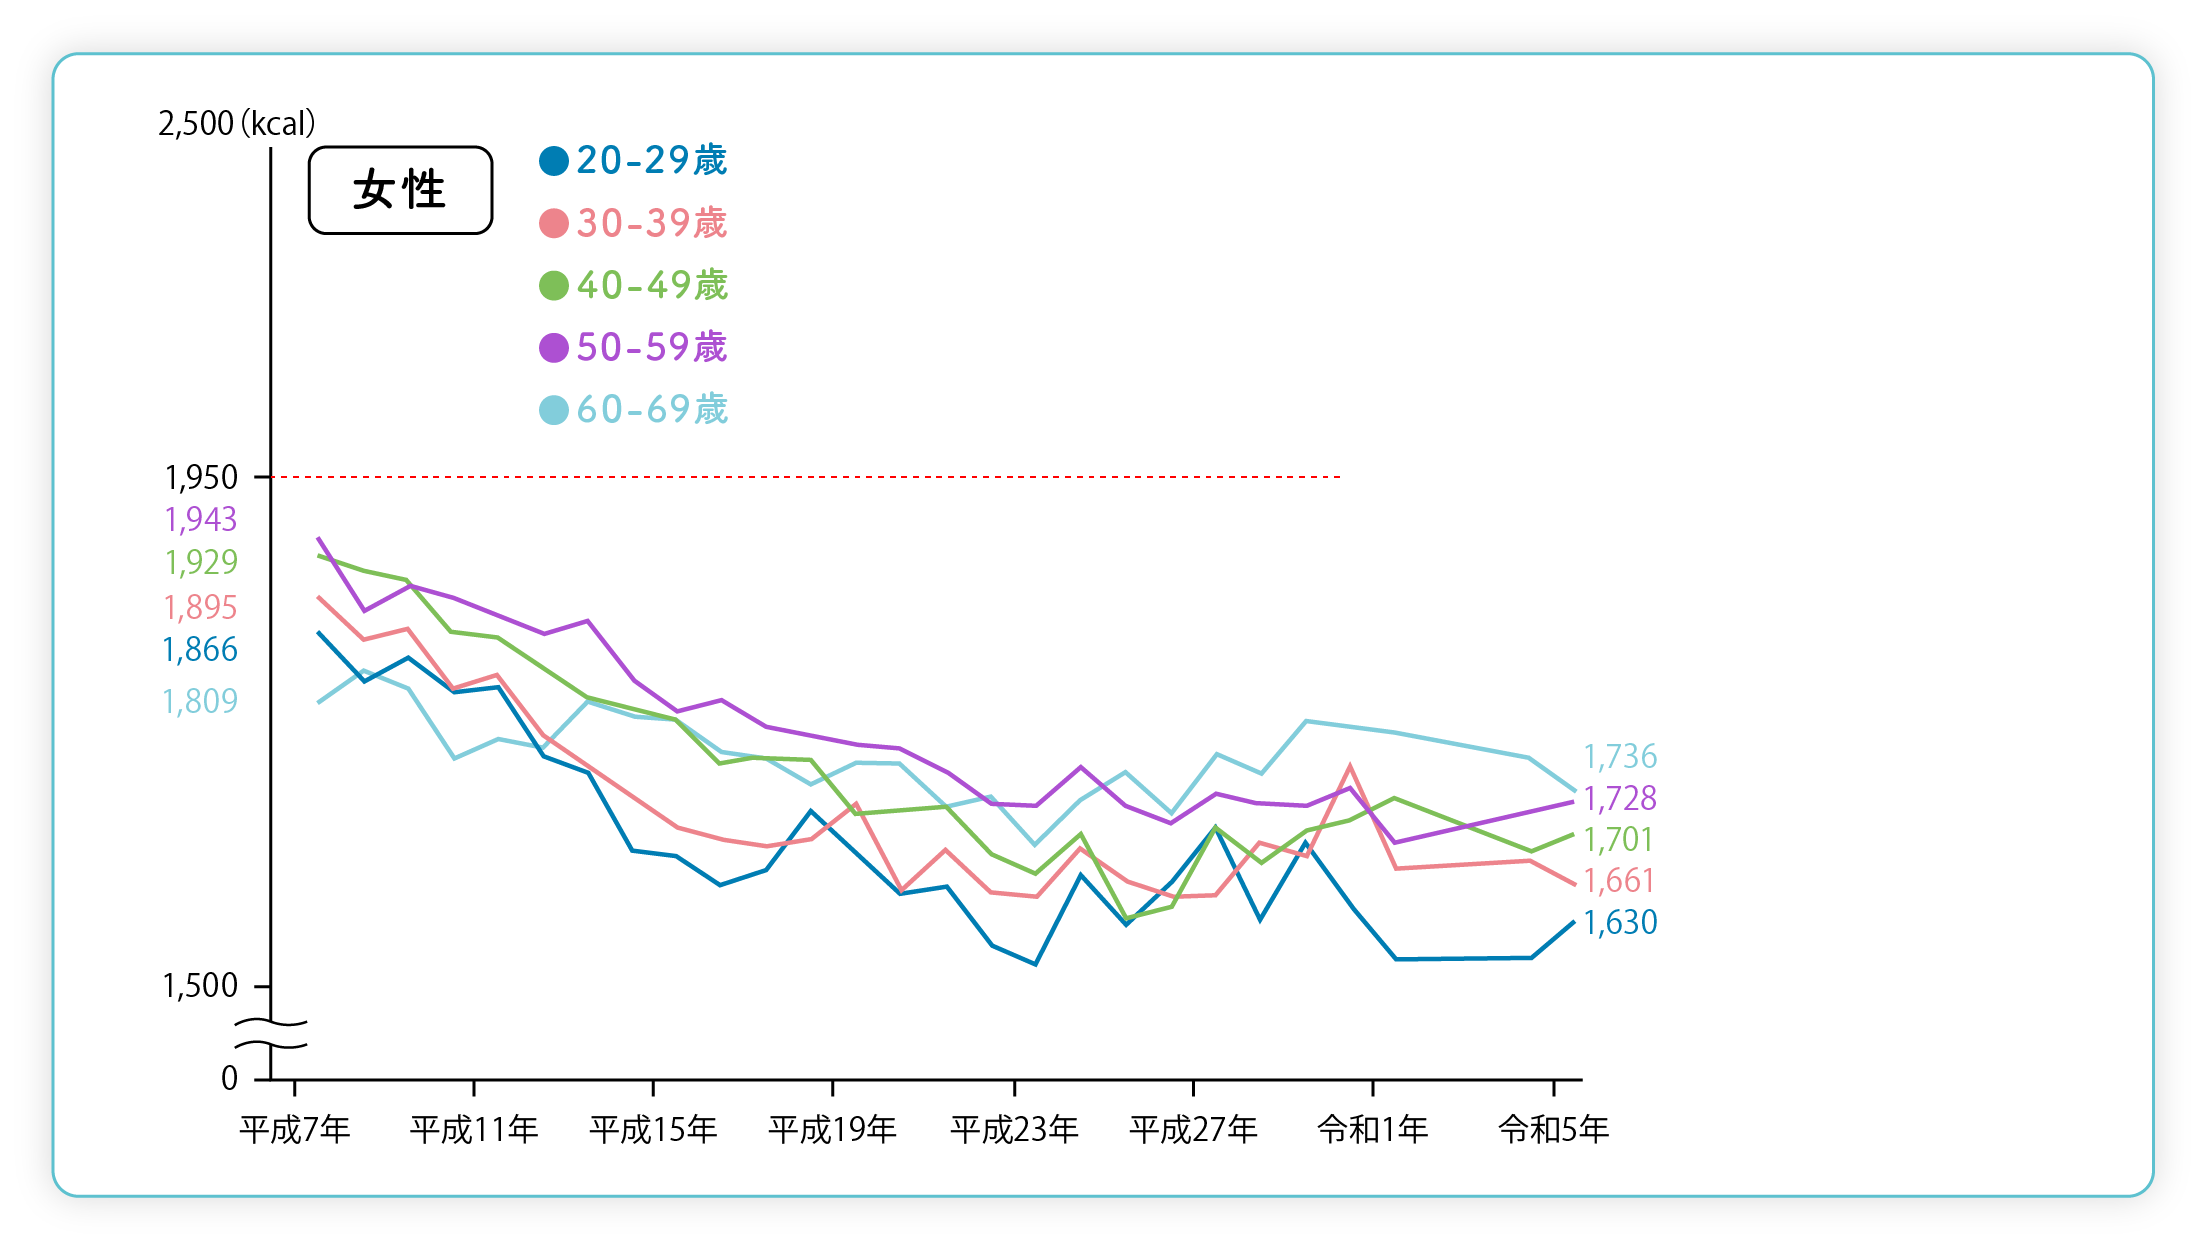 2,500（kcal）
女性
20-29歳
30-39歳
40-49歳
50-59歳
60-69歳
1,950
1,943
1,929
1,895
1,866
1,809
1,736
1,728
1,701
1,661
1,630
1,500
0
平成7年 平成11年 平成15年 平成19年 平成23年 平成27年 令和1年 令和5年